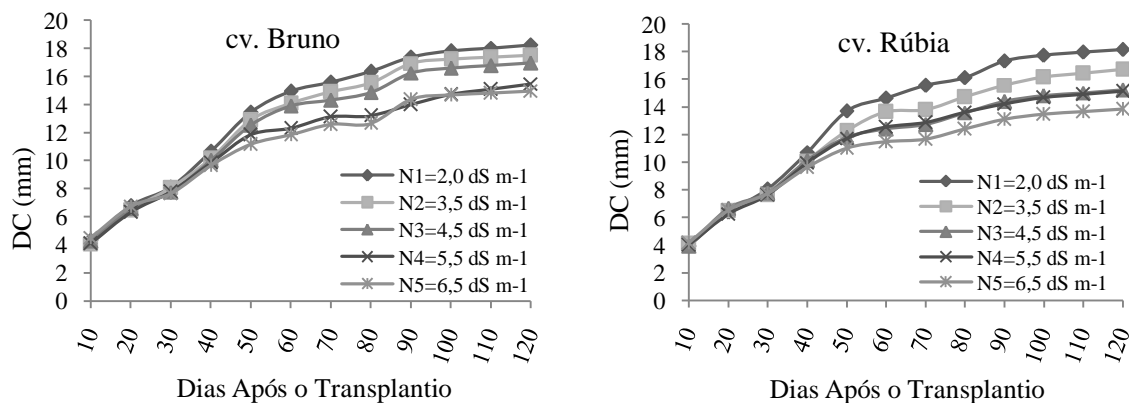 cv. Bruno
DC (mm)
20
18
16
14
12
10
8
6
4
2
0
N1=2,0 dS m-1
N2=3,5 dS m-1
N3=4,5 dS m-1
N4=5,5 dS m-1
N5=6,5 dS m-1
10 20 30 40 50 60 70 80 90 100 110 120
Dias Após o Transplantio
cv. Rúbia
DC (mm)
20
18
16
14
12
10
8
6
4
2
0
N1=2,0 dS m-1
N2=3,5 dS m-1
N3=4,5 dS m-1
N4=5,5 dS m-1
N5=6,5 dS m-1
10 20 30 40 50 60 70 80 90 100 110 120
Dias Após o Transplantio